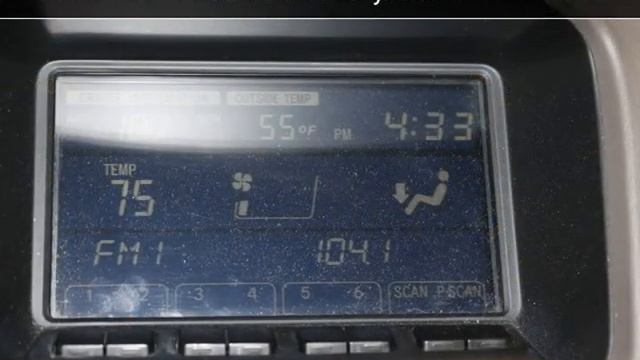 OUTSIDE TEMP
55°F PM 4:33
TEMP
75
FM1 104.1
1 2 3 4 5 6 SCAN P·SCAN